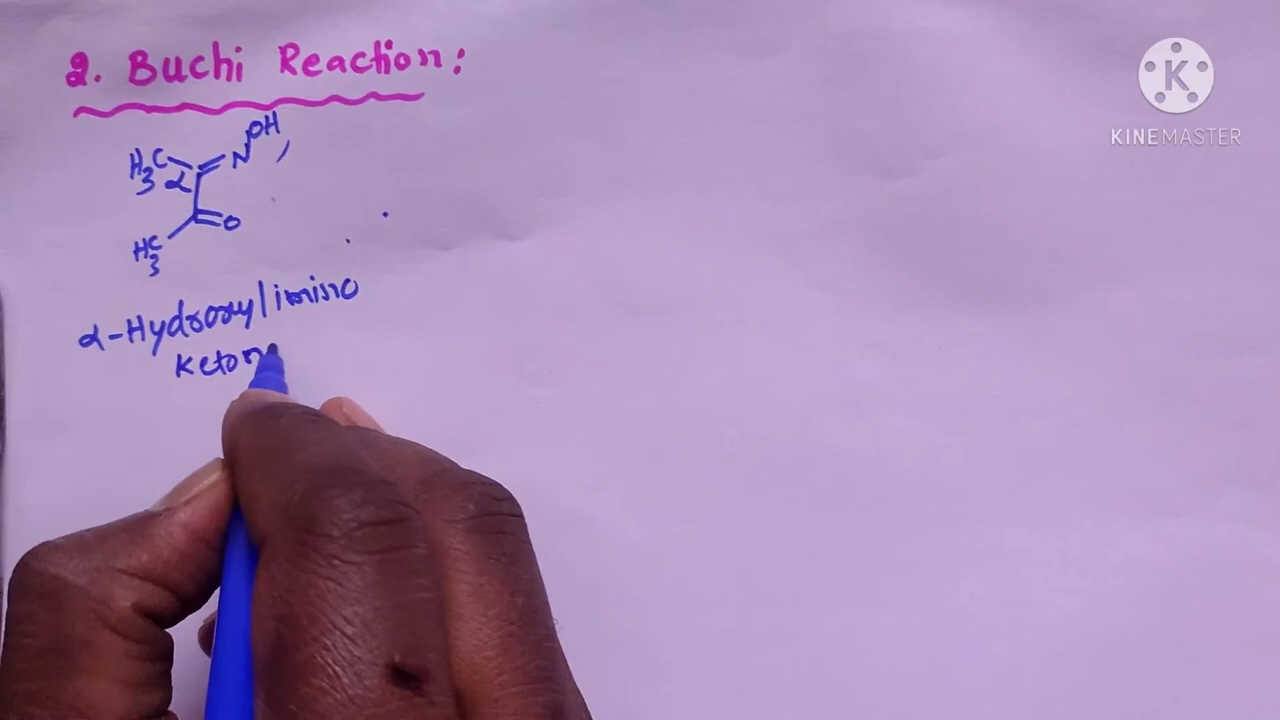 2. Buchi Reaction:
OH
H3C
N
α
O
H3C
α-Hydroxylimino
Keton
KINEMASTER